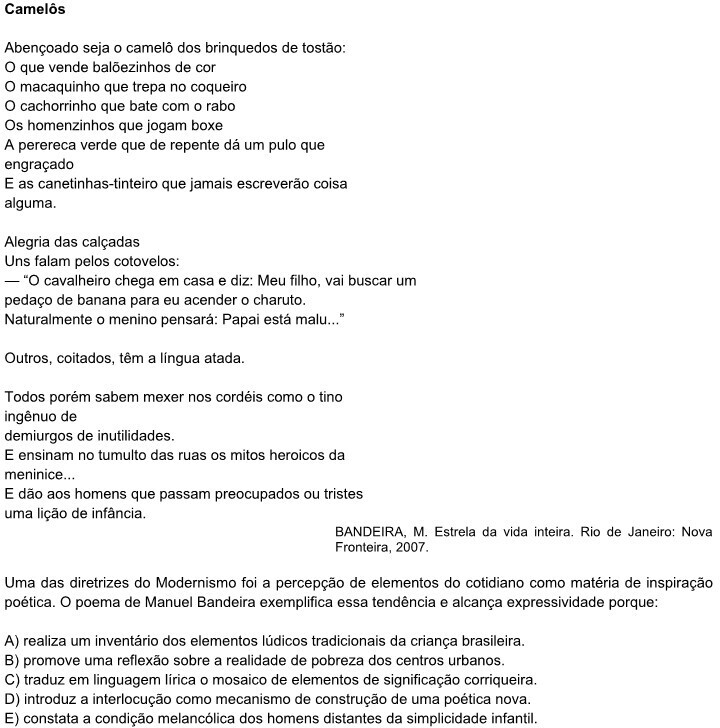 Camelôs
Abençoado seja o camelô dos brinquedos de tostão:
O que vende balõezinhos de cor
O macaquinho que trepa no coqueiro
O cachorrinho que bate com o rabo
Os homenzinhos que jogam boxe
A perereca verde que de repente dá um pulo que
engraçado
E as canetinhas-tinteiro que jamais escreverão coisa
alguma.
Alegria das calçadas
Uns falam pelos cotovelos:
— “O cavalheiro chega em casa e diz: Meu filho, vai buscar um
pedaço de banana para eu acender o charuto.
Naturalmente o menino pensará: Papai está malu...”
Outros, coitados, têm a língua atada.
Todos porém sabem mexer nos cordéis como o tino
ingênuo de
demiurgos de inutilidades.
E ensinam no tumulto das ruas os mitos heroicos da
meninice...
E dão aos homens que passam preocupados ou tristes
uma lição de infância.
BANDEIRA, M. Estrela da vida inteira. Rio de Janeiro: Nova
Fronteira, 2007.
Uma das diretrizes do Modernismo foi a percepção de elementos do cotidiano como matéria de inspiração
poética. O poema de Manuel Bandeira exemplifica essa tendência e alcança expressividade porque:
A) realiza um inventário dos elementos lúdicos tradicionais da criança brasileira.
B) promove uma reflexão sobre a realidade de pobreza dos centros urbanos.
C) traduz em linguagem lírica o mosaico de elementos de significação corriqueira.
D) introduz a interlocução como mecanismo de construção de uma poética nova.
E) constata a condição melancólica dos homens distantes da simplicidade infantil.